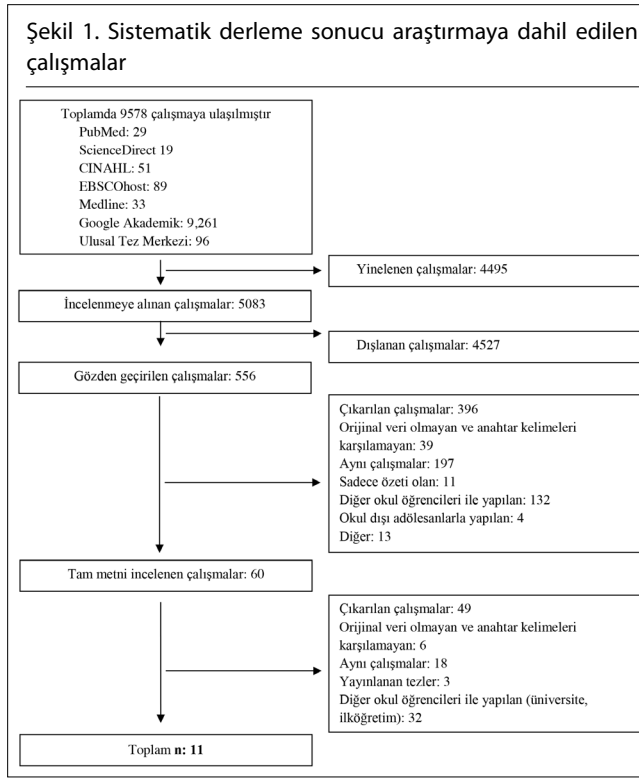 Şekil 1. Sistematik derleme sonucu araştırmaya dahil edilen
çalışmalar
Toplamda 9578 çalışmaya ulaşılmıştır
PubMed: 29
ScienceDirect 19
CINAHL: 51
EBSCOhost: 89
Medline: 33
Google Akademik: 9,261
Ulusal Tez Merkezi: 96
Yinelenen çalışmalar: 4495
İncelenmeye alınan çalışmalar: 5083
Dışlanan çalışmalar: 4527
Gözden geçirilen çalışmalar: 556
Çıkarılan çalışmalar: 396
Orijinal veri olmayan ve anahtar kelimeleri
karşılamayan: 39
Aynı çalışmalar: 197
Sadece özeti olan: 11
Diğer okul öğrencileri ile yapılan: 132
Okul dışı adölesanlarla yapılan: 4
Diğer: 13
Tam metni incelenen çalışmalar: 60
Çıkarılan çalışmalar: 49
Orijinal veri olmayan ve anahtar kelimeleri
karşılamayan: 6
Aynı çalışmalar: 18
Yayınlanan tezler: 3
Diğer okul öğrencileri ile yapılan (üniversite,
ilköğretim): 32
Toplam n: 11